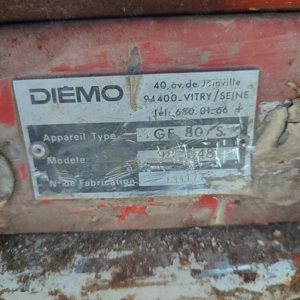 DIEMO
40, av. de Joinville
94400 - VITRY/SEINE
Tél: 680.01.66
Appareil Type GE 80/S
Modele
N° de Fabrication